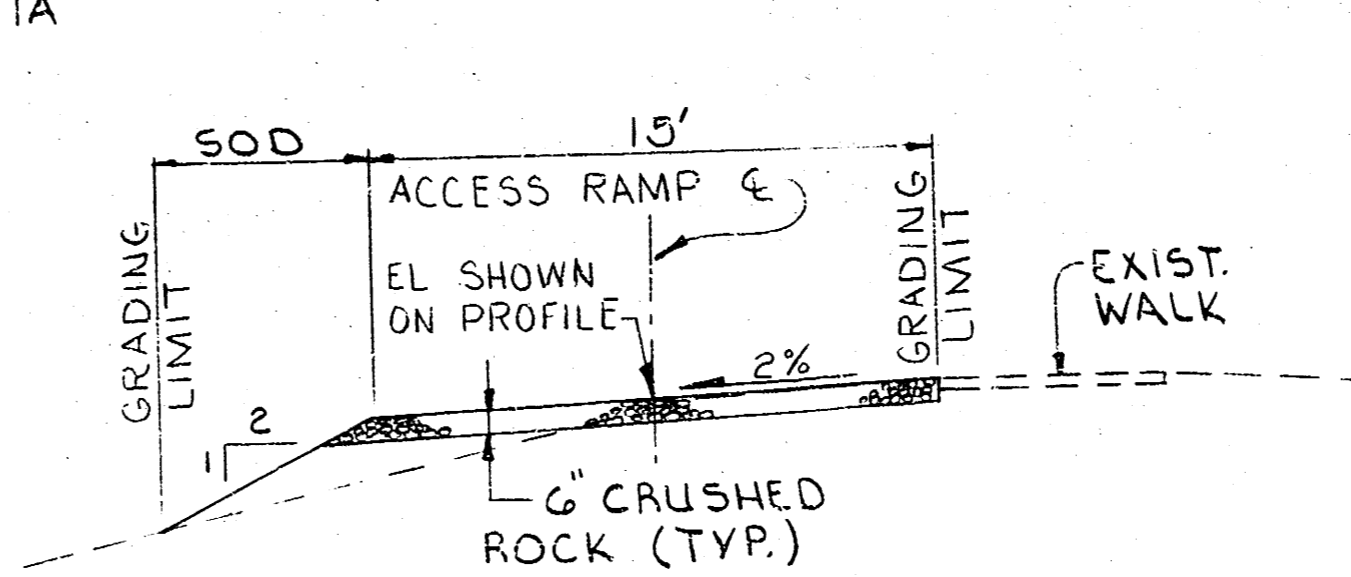 1A
SOD
15'
ACCESS RAMP ℄
EL SHOWN
ON PROFILE
GRADING
LIMIT
GRADING
LIMIT
EXIST.
WALK
2%
2
1
6" CRUSHED
ROCK (TYP.)